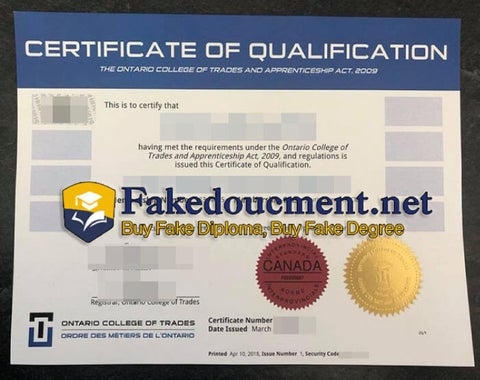 CERTIFICATE OF QUALIFICATION
THE ONTARIO COLLEGE OF TRADES AND APPRENTICESHIP ACT, 2009
This is to certify that
having met the requirements under the Ontario College of
Trades and Apprenticeship Act, 2009, and regulations is
issued this Certificate of Qualification.
Fakedoucment.net
Buy Fake Diploma, Buy Fake Degree
INTERPROVINCIAL
STANDARD
CANADA
NORME
INTERPROVINCIALE
Registrar, Ontario College of Trades
ONTARIO COLLEGE OF TRADES
ORDRE DES MÉTIERS DE L'ONTARIO
Certificate Number
Date Issued March
Printed Apr 10, 2018, Issue Number 1, Security Code